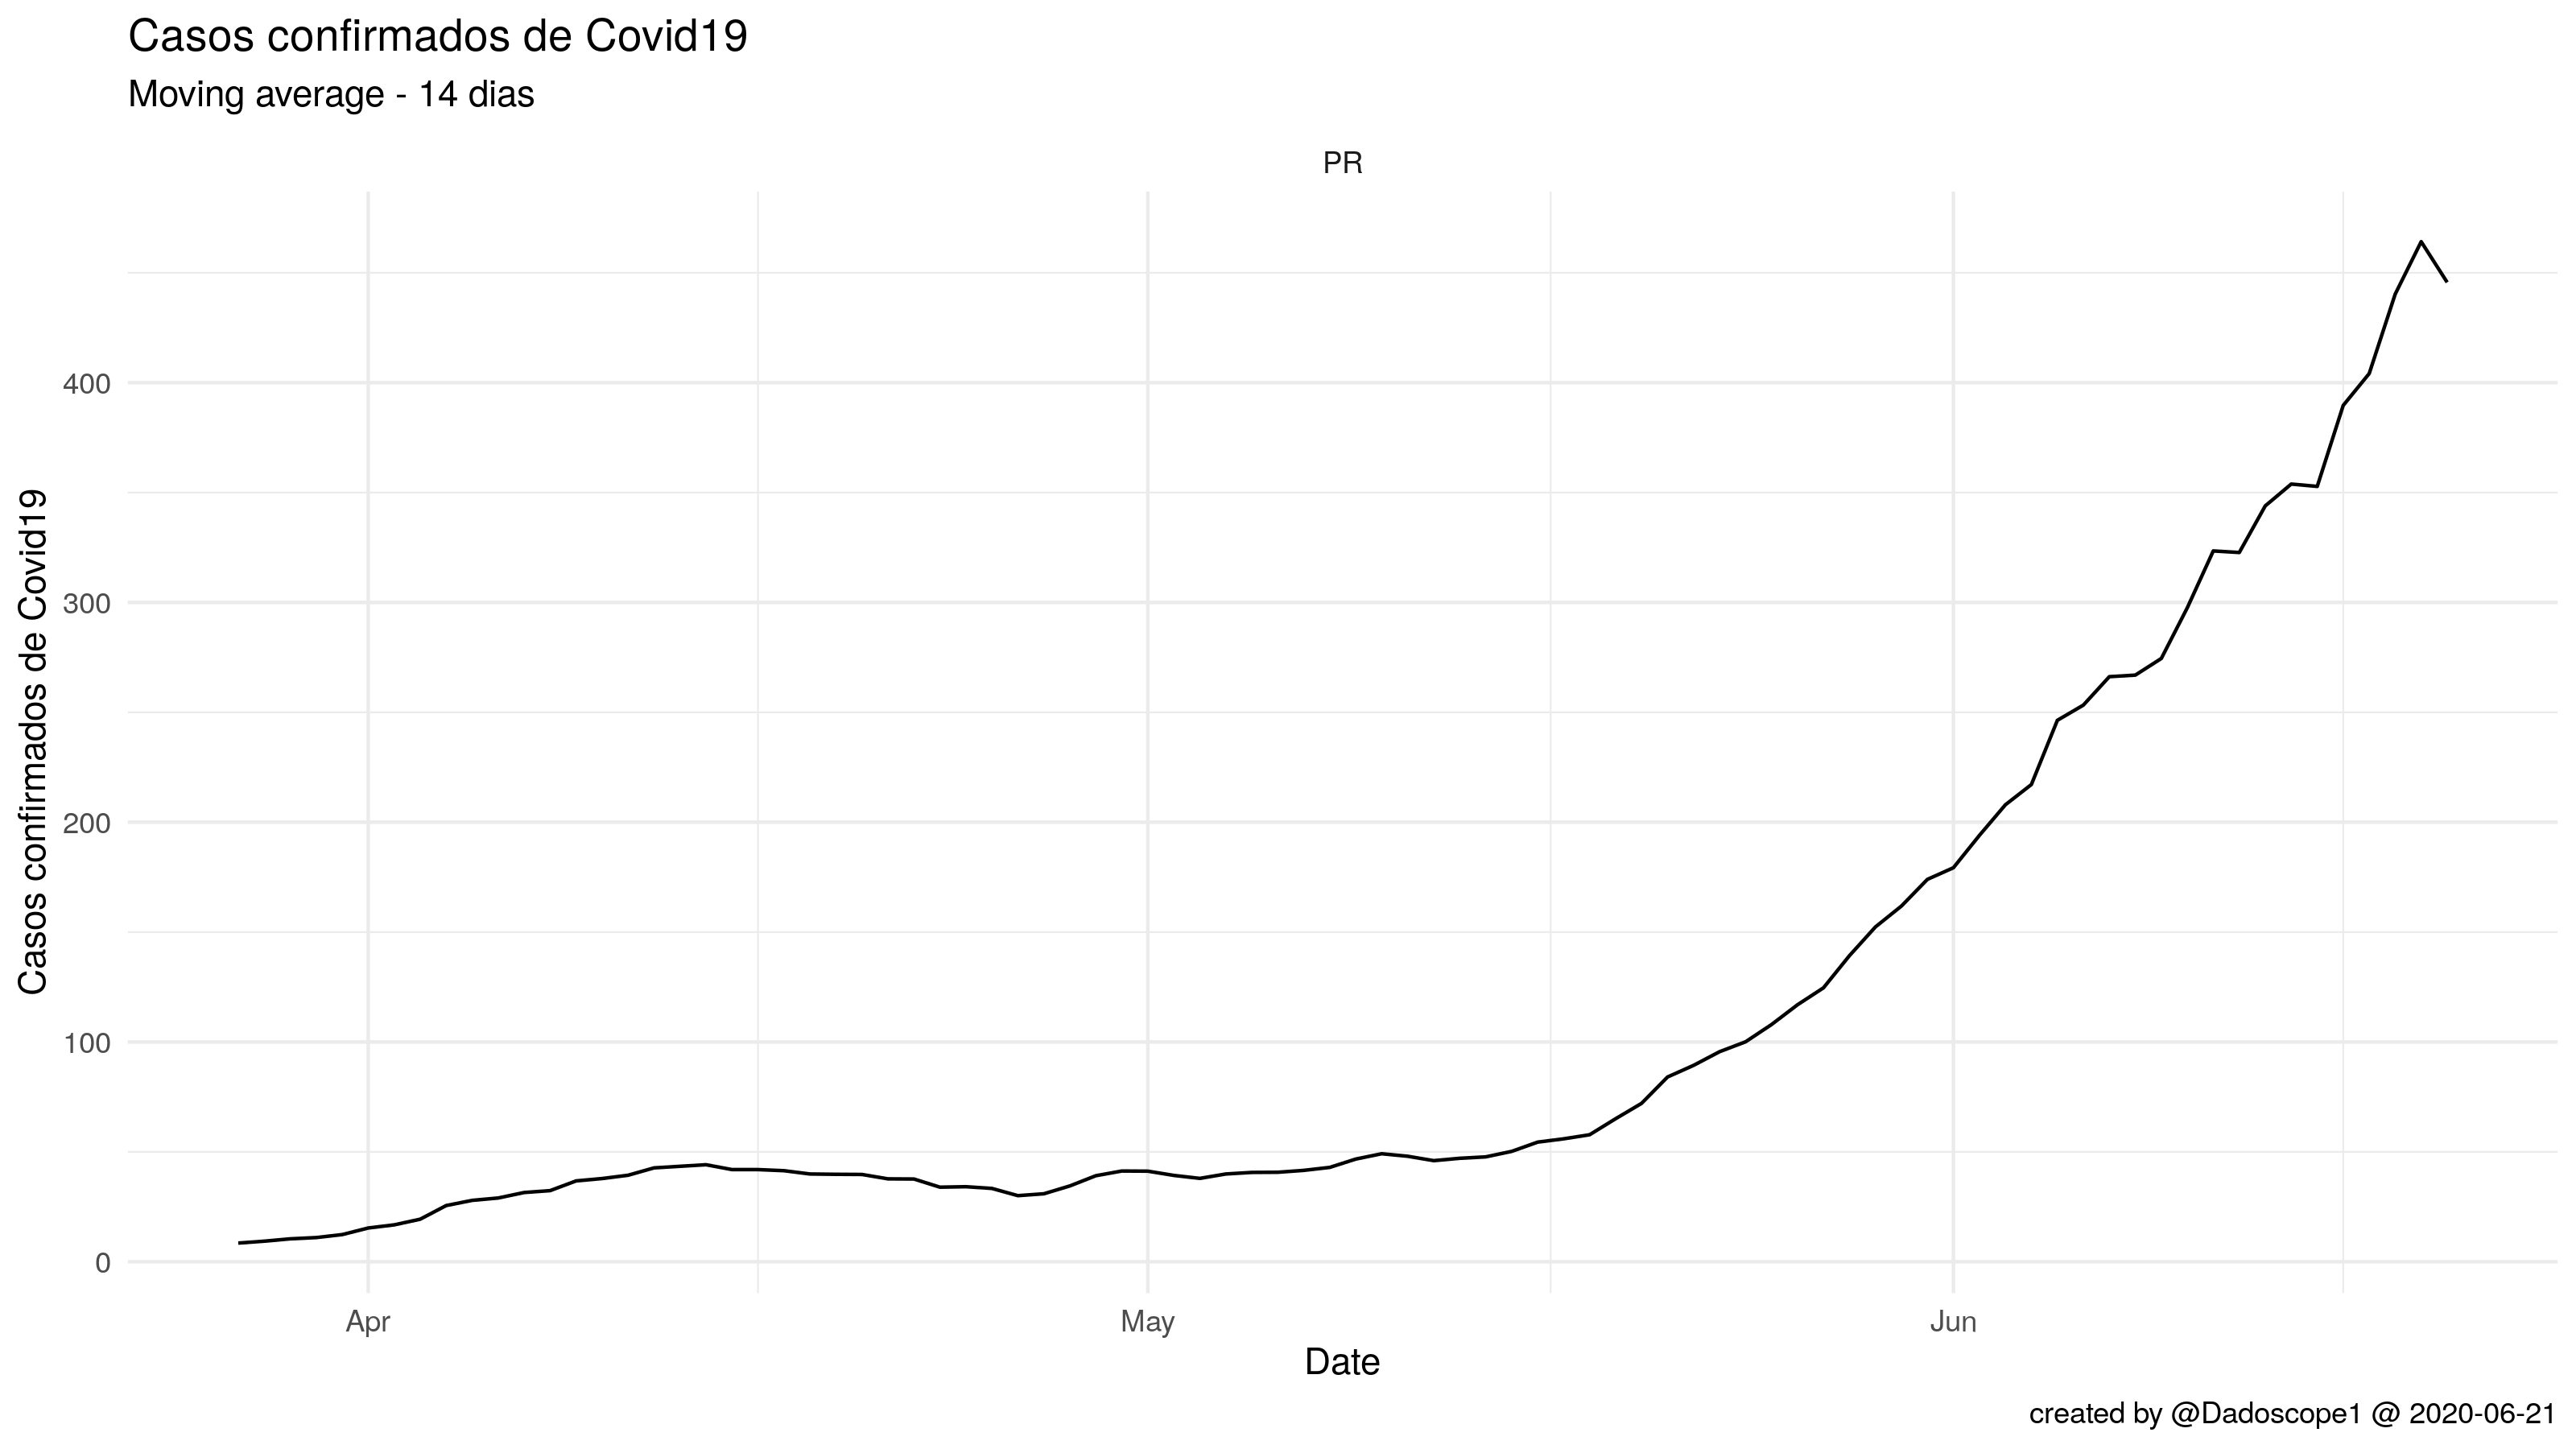 Casos confirmados de Covid19
Moving average - 14 dias
PR
Casos confirmados de Covid19
400
300
200
100
0
Apr
May
Jun
Date
created by @Dadoscope1 @ 2020-06-21